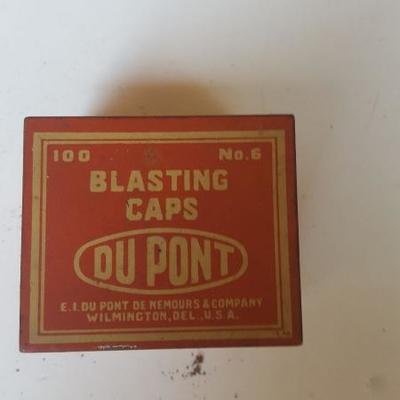 100 No. 6
BLASTING
CAPS
DU PONT
E. I. DU PONT DE NEMOURS & COMPANY
WILMINGTON, DEL., U.S.A.